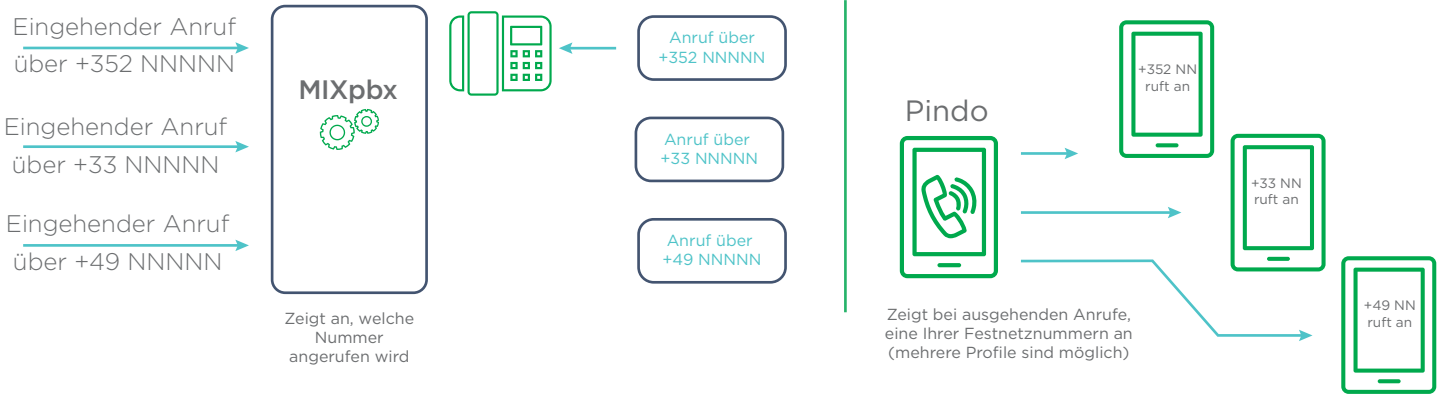 Eingehender Anruf
über +352 NNNNN
Eingehender Anruf
über +33 NNNNN
Eingehender Anruf
über +49 NNNNN
MIXpbx
Zeigt an, welche
Nummer
angerufen wird
Anruf über
+352 NNNNN
Anruf über
+33 NNNNN
Anruf über
+49 NNNNN
Pindo
Zeigt bei ausgehenden Anrufe,
eine Ihrer Festnetznummern an
(mehrere Profile sind möglich)
+352 NN
ruft an
+33 NN
ruft an
+49 NN
ruft an